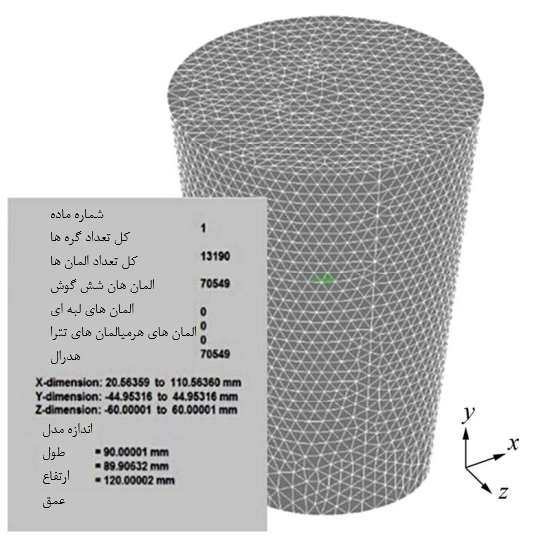 شماره ماده
1
کل تعداد گره ها
13190
کل تعداد المان ها
70549
المان هان شش گوش
0
المان های لبه ای
0
المان های هرمیالمان های تترا
0
هدرال
70549
X-dimension: 20.56359 to 110.56360 mm
Y-dimension: -44.95316 to 44.95316 mm
Z-dimension: -60.00001 to 60.00001 mm
اندازه مدل
طول
= 90.00001 mm
= 89.90632 mm
ارتفاع
= 120.00002 mm
عمق
y
x
z